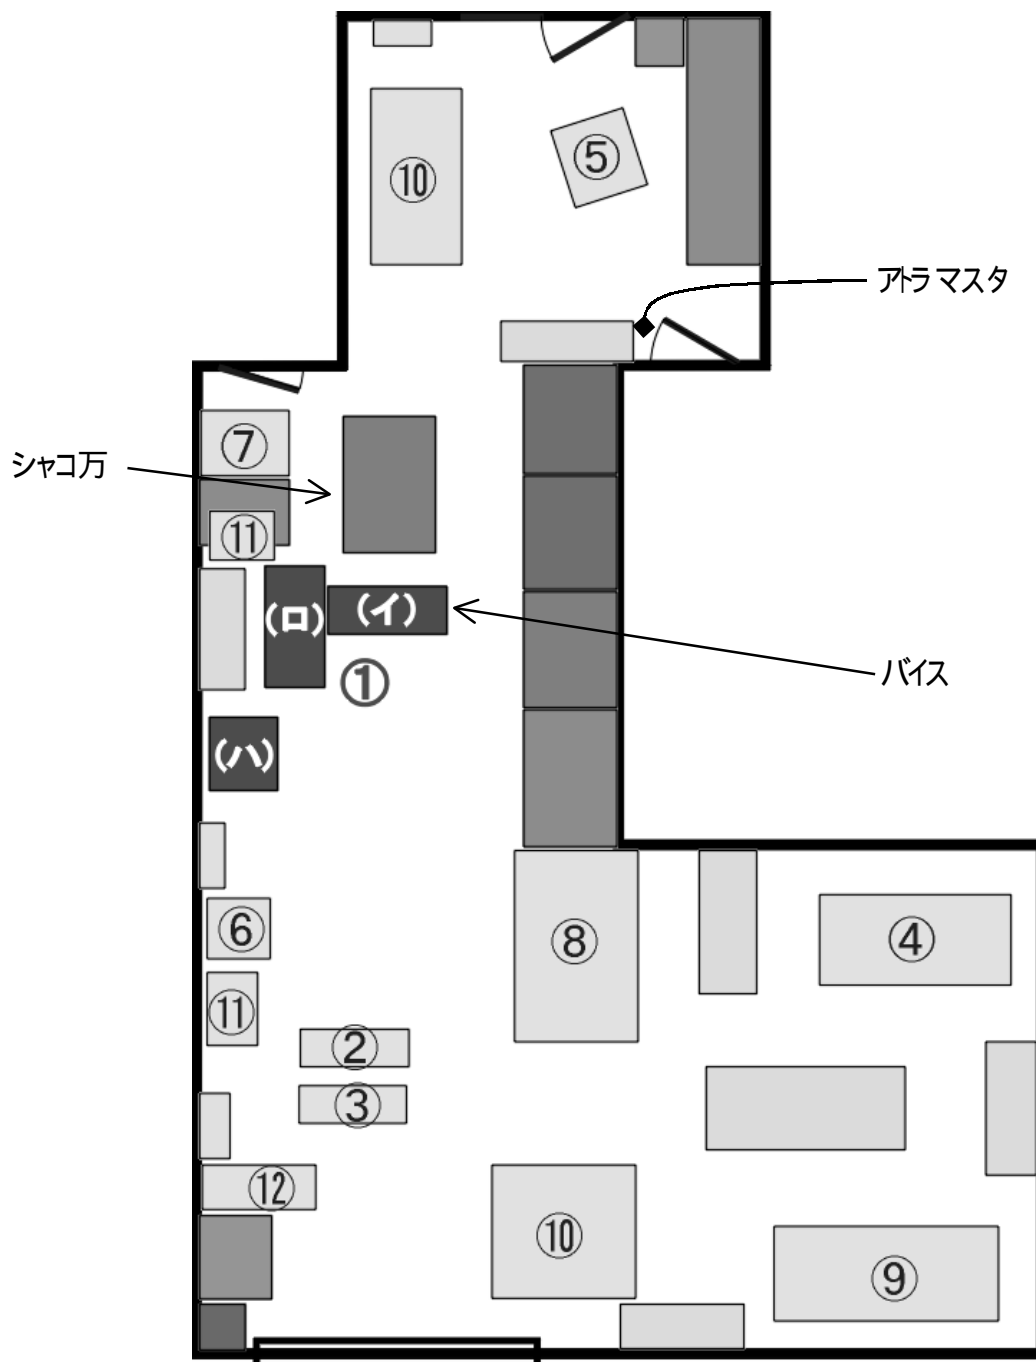 ⑩
⑤
アトラマスタ
⑦
シャコ万
⑪
(ロ)
(イ)
①
バイス
(ハ)
⑥
⑧
④
⑪
②
③
⑫
⑩
⑨